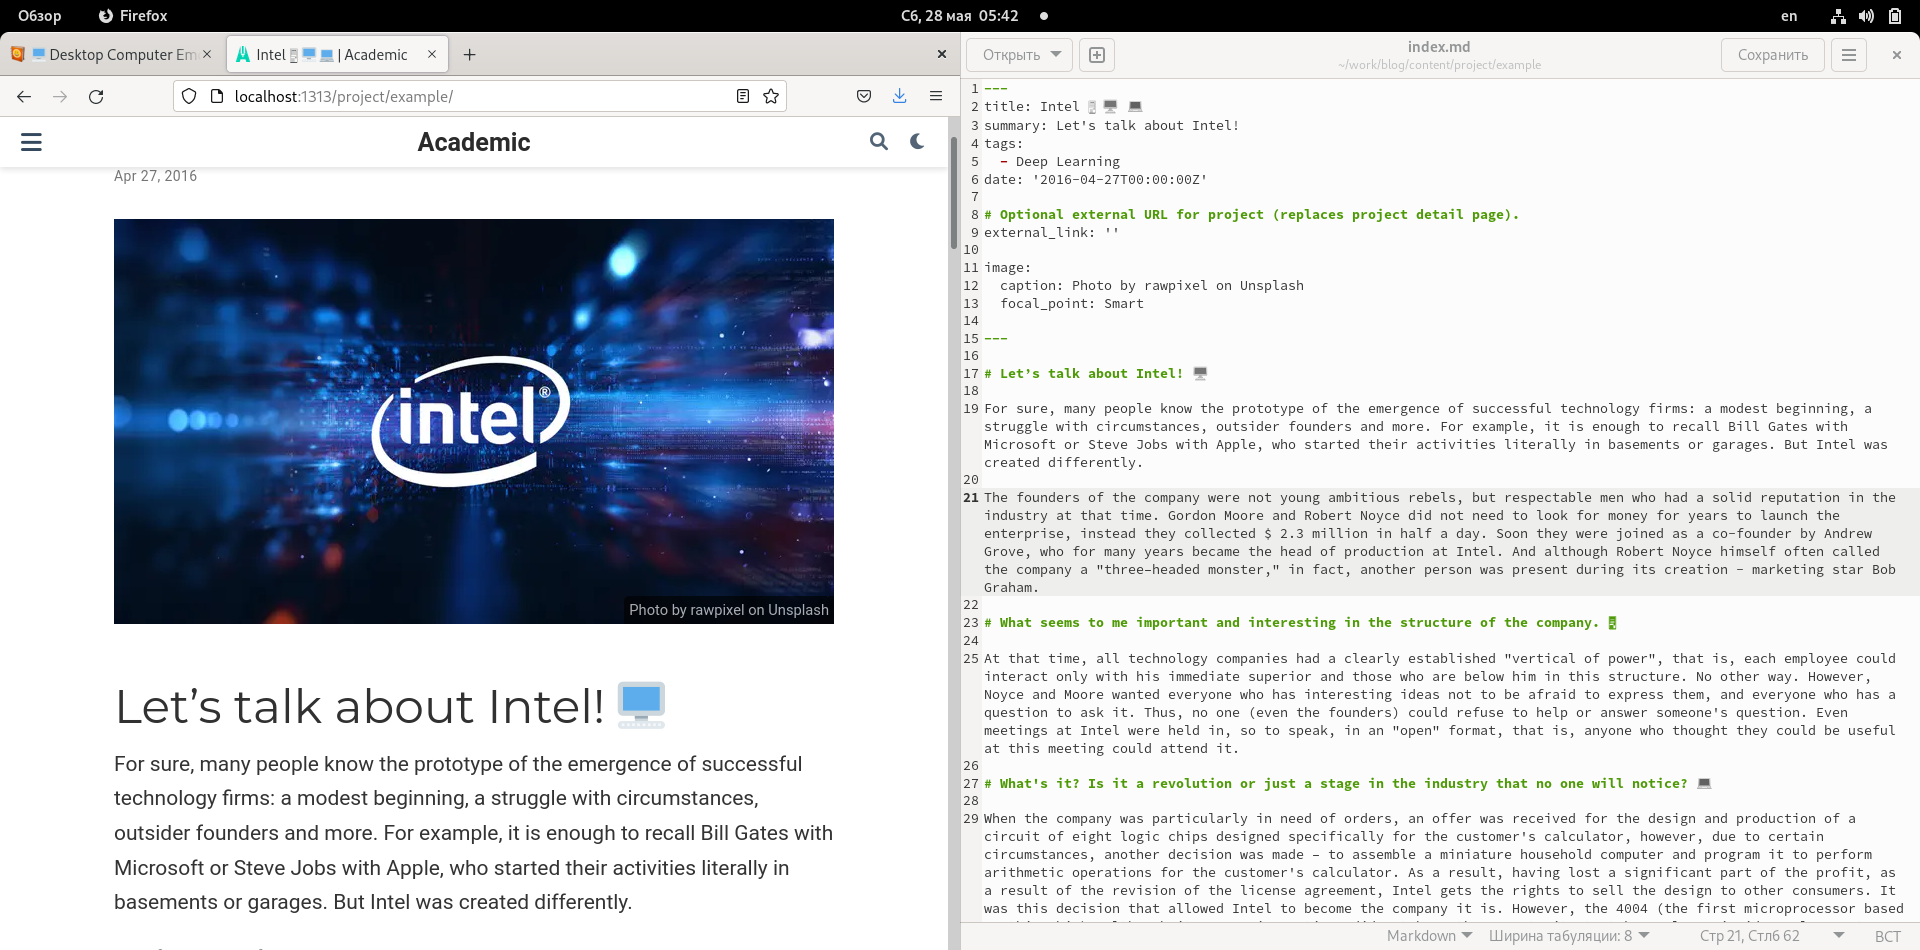 Обзор
Firefox
Сб, 28 мая 05:42
en
Desktop Computer Em
Intel | Academic
localhost:1313/project/example/
Academic
Apr 27, 2016
intel®
Photo by rawpixel on Unsplash
Let’s talk about Intel!
For sure, many people know the prototype of the emergence of successful
technology firms: a modest beginning, a struggle with circumstances,
outsider founders and more. For example, it is enough to recall Bill Gates with
Microsoft or Steve Jobs with Apple, who started their activities literally in
basements or garages. But Intel was created differently.
Открыть
index.md
~/work/blog/content/project/example
Сохранить
1 ---
2 title: Intel
3 summary: Let's talk about Intel!
4 tags:
5 - Deep Learning
6 date: '2016-04-27T00:00:00Z'
7
8 # Optional external URL for project (replaces project detail page).
9 external_link: ''
10
11 image:
12 caption: Photo by rawpixel on Unsplash
13 focal_point: Smart
14
15 ---
16
17 # Let’s talk about Intel!
18
19 For sure, many people know the prototype of the emergence of successful technology firms: a modest beginning, a
struggle with circumstances, outsider founders and more. For example, it is enough to recall Bill Gates with
Microsoft or Steve Jobs with Apple, who started their activities literally in basements or garages. But Intel was
created differently.
20
21 The founders of the company were not young ambitious rebels, but respectable men who had a solid reputation in the
industry at that time. Gordon Moore and Robert Noyce did not need to look for money for years to launch the
enterprise, instead they collected $ 2.3 million in half a day. Soon they were joined as a co-founder by Andrew
Grove, who for many years became the head of production at Intel. And although Robert Noyce himself often called
the company a "three-headed monster," in fact, another person was present during its creation – marketing star Bob
Graham.
22
23 # What seems to me important and interesting in the structure of the company.
24
25 At that time, all technology companies had a clearly established "vertical of power", that is, each employee could
interact only with his immediate superior and those who are below him in this structure. No other way. However,
Noyce and Moore wanted everyone who has interesting ideas not to be afraid to express them, and everyone who has a
question to ask it. Thus, no one (even the founders) could refuse to help or answer someone's question. Even
meetings at Intel were held in, so to speak, in an "open" format, that is, anyone who thought they could be useful
at this meeting could attend it.
26
27 # What's it? Is it a revolution or just a stage in the industry that no one will notice?
28
29 When the company was particularly in need of orders, an offer was received for the design and production of a
circuit of eight logic chips designed specifically for the customer's calculator, however, due to certain
circumstances, another decision was made – to assemble a miniature household computer and program it to perform
arithmetic operations for the customer's calculator. As a result, having lost a significant part of the profit, as
a result of the revision of the license agreement, Intel gets the rights to sell the design to other consumers. It
was this decision that allowed Intel to become the company it is. However, the 4004 (the first microprocessor based
Markdown
Ширина табуляции: 8
Стр 21, Стлб 62
ВСТ